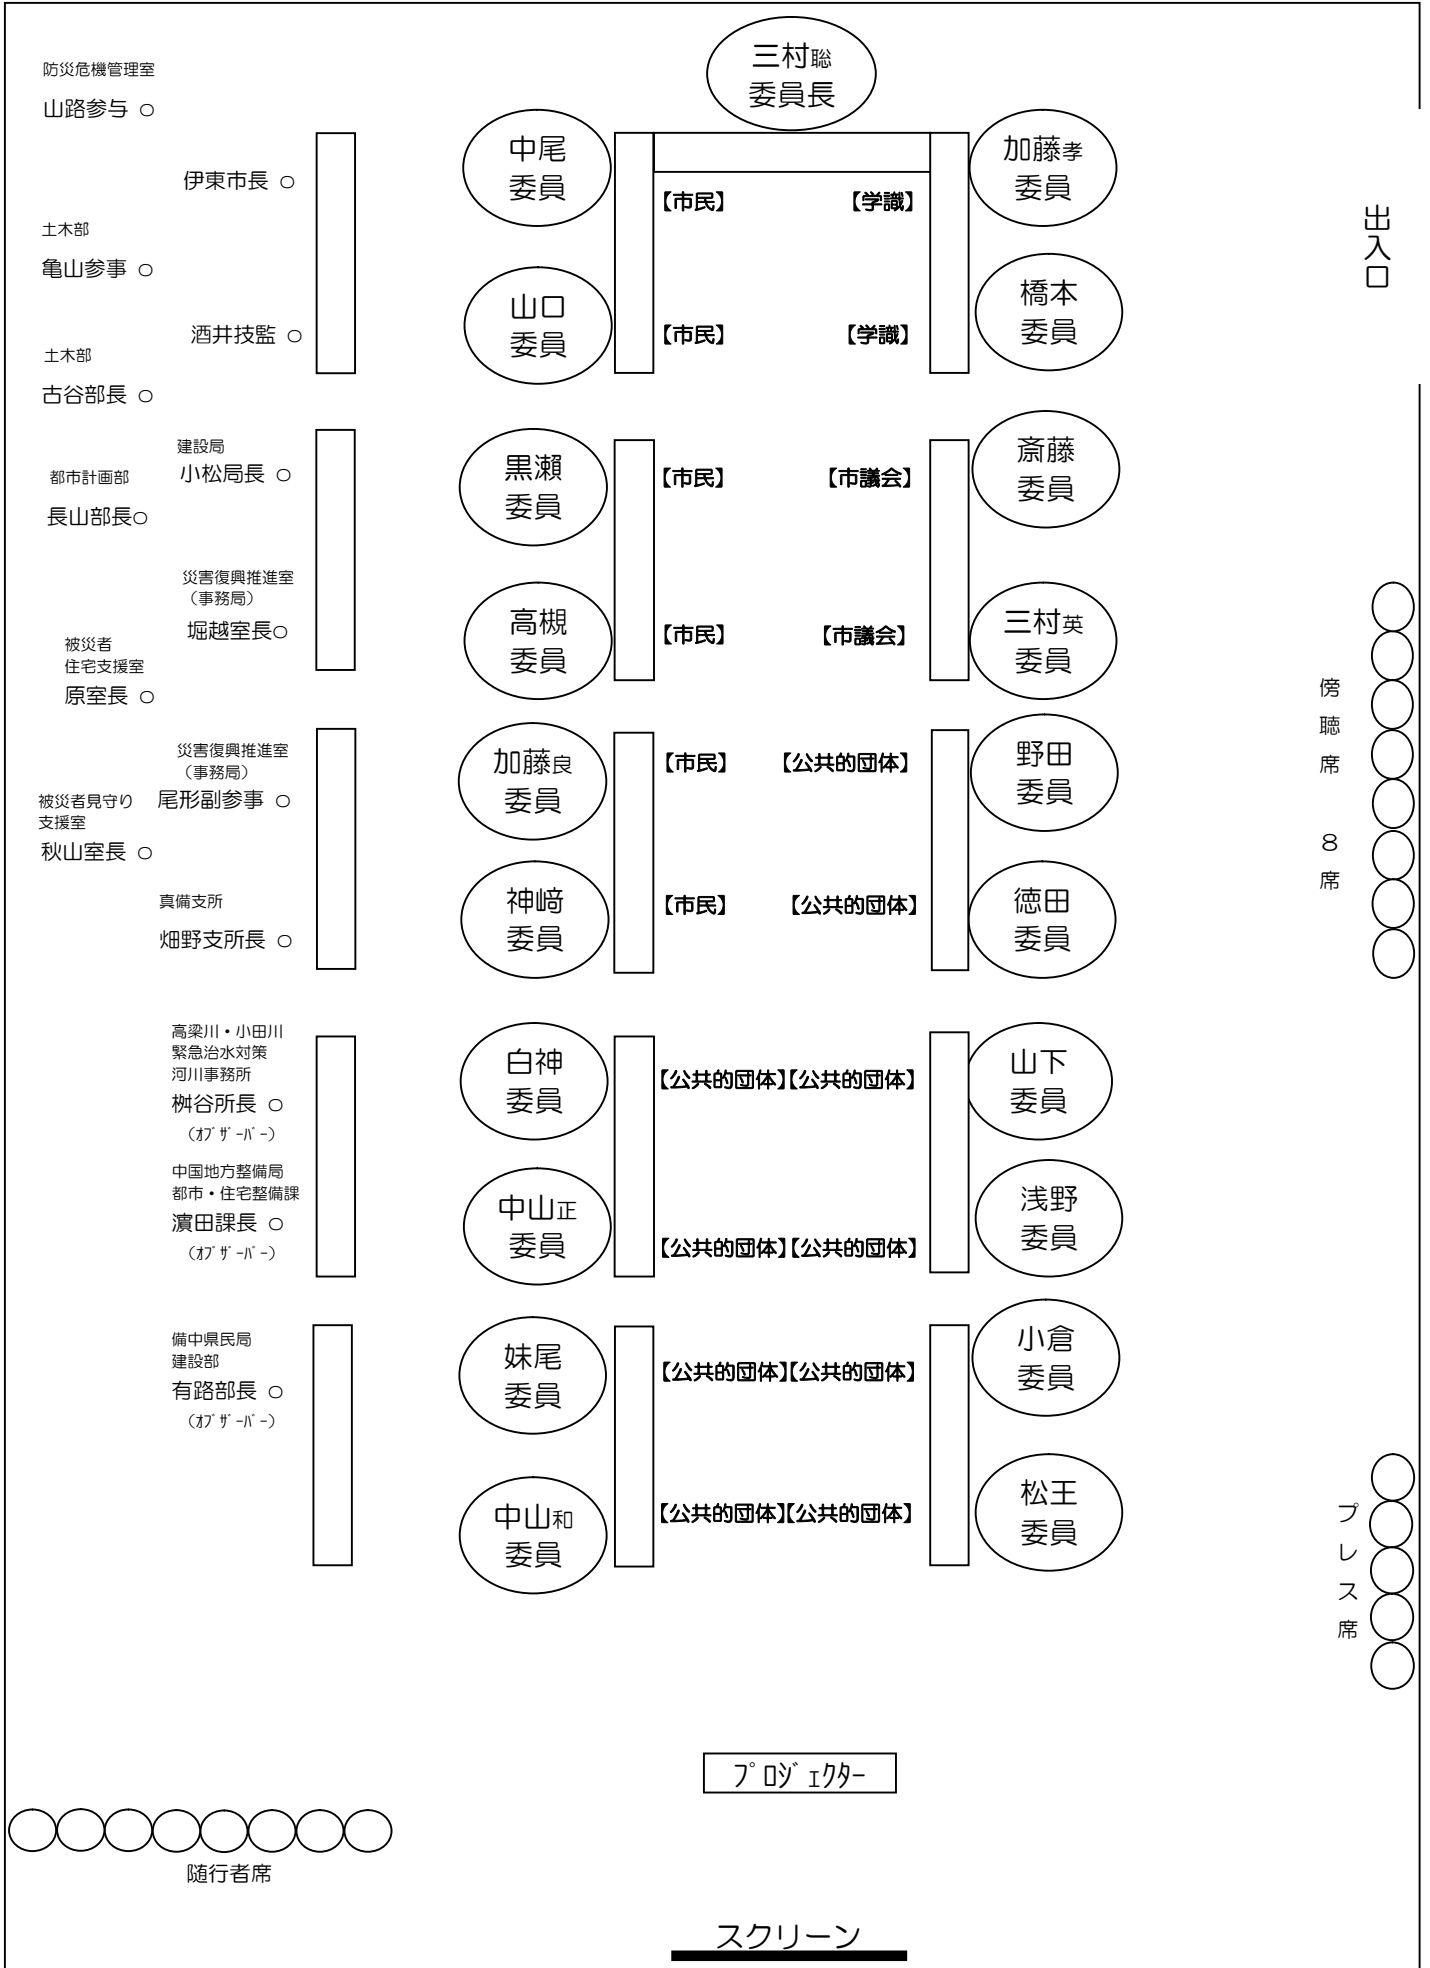 三村聡
委員長
防災危機管理室
山路参与 ○
伊東市長 ○
土木部
亀山参事 ○
酒井技監 ○
土木部
古谷部長 ○
建設局
小松局長 ○
都市計画部
長山部長○
災害復興推進室
（事務局）
堀越室長○
被災者
住宅支援室
原室長 ○
災害復興推進室
（事務局）
尾形副参事 ○
被災者見守り
支援室
秋山室長 ○
真備支所
畑野支所長 ○
高梁川・小田川
緊急治水対策
河川事務所
桝谷所長 ○
（ｵﾌﾞｻﾞｰﾊﾞｰ）
中国地方整備局
都市・住宅整備課
濵田課長 ○
（ｵﾌﾞｻﾞｰﾊﾞｰ）
備中県民局
建設部
有路部長 ○
（ｵﾌﾞｻﾞｰﾊﾞｰ）
中尾
委員
【市民】
【学識】
加藤孝
委員
山口
委員
【市民】
【学識】
橋本
委員
黒瀬
委員
【市民】
【市議会】
斎藤
委員
高槻
委員
【市民】
【市議会】
三村英
委員
加藤良
委員
【市民】
【公共的団体】
野田
委員
神﨑
委員
【市民】
【公共的団体】
徳田
委員
白神
委員
【公共的団体】【公共的団体】
山下
委員
中山正
委員
【公共的団体】【公共的団体】
浅野
委員
妹尾
委員
【公共的団体】【公共的団体】
小倉
委員
中山和
委員
【公共的団体】【公共的団体】
松王
委員
出入口
傍聴席 ８席
プレス席
ﾌﾟﾛｼﾞｪｸﾀｰ
随行者席
スクリーン